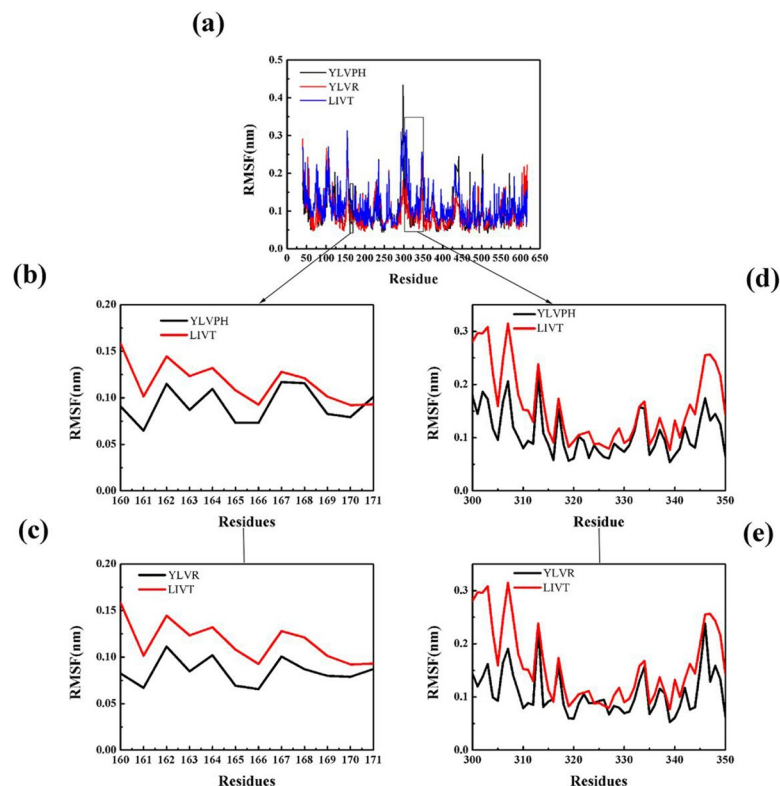 (a)
0.5
0.4
0.3
0.2
0.1
0.0
RMSF(nm)
YLVPH
YLVR
LIVT
0 50 100 150 200 250 300 350 400 450 500 550 600 650
Residue
(b)
0.20
0.15
0.10
0.05
0.00
RMSF(nm)
YLVPH
LIVT
160 161 162 163 164 165 166 167 168 169 170 171
Residues
(d)
0.3
0.2
0.1
0.0
RMSF(nm)
YLVPH
LIVT
300 310 320 330 340 350
Residue
(c)
0.20
0.15
0.10
0.05
0.00
RMSF(nm)
YLVR
LIVT
160 161 162 163 164 165 166 167 168 169 170 171
Residues
(e)
0.3
0.2
0.1
0.0
RMSF(nm)
YLVR
LIVT
300 310 320 330 340 350
Residues